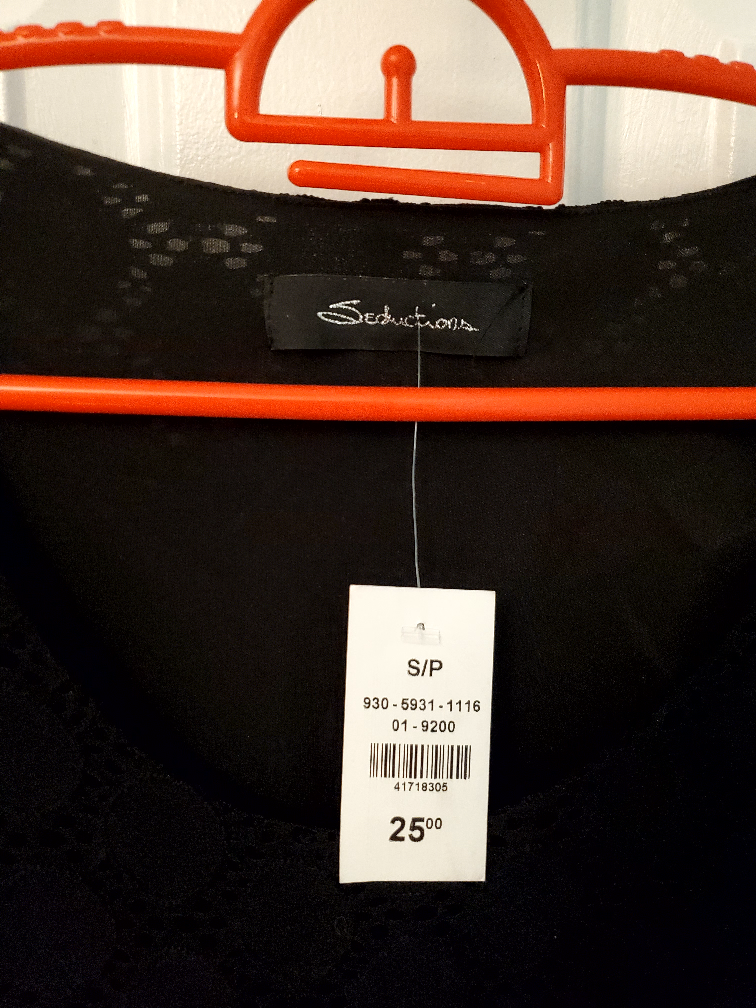 Seductions
S/P
930-5931-1116
01-9200
41718305
25⁰⁰